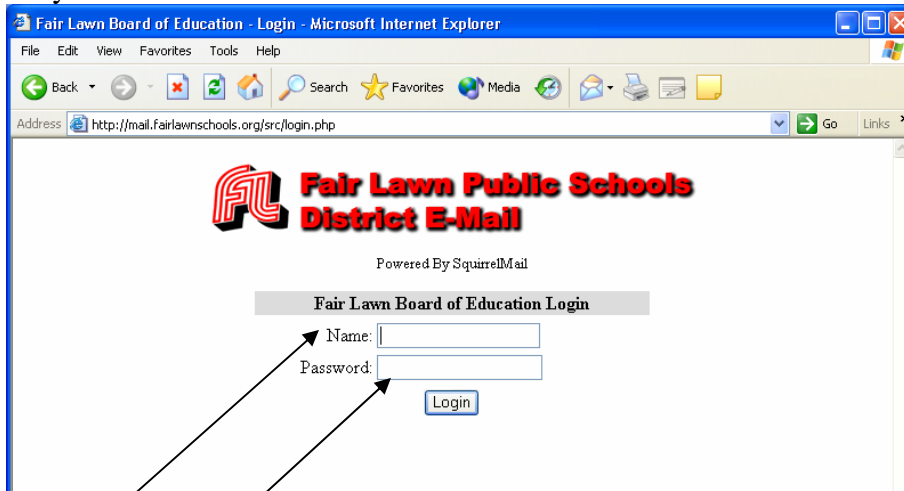 Fair Lawn Board of Education - Login - Microsoft Internet Explorer
File Edit View Favorites Tools Help
Back Search Favorites Media
Address http://mail.fairlawnschools.org/src/login.php Go Links
FL Fair Lawn Public Schools
District E-Mail
Powered By SquirrelMail
Fair Lawn Board of Education Login
Name:
Password:
Login